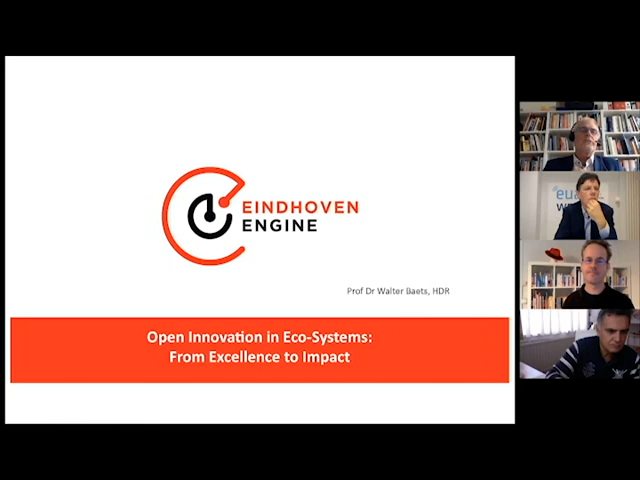 EINDHOVEN
ENGINE
Prof Dr Walter Baets, HDR
Open Innovation in Eco-Systems:
From Excellence to Impact